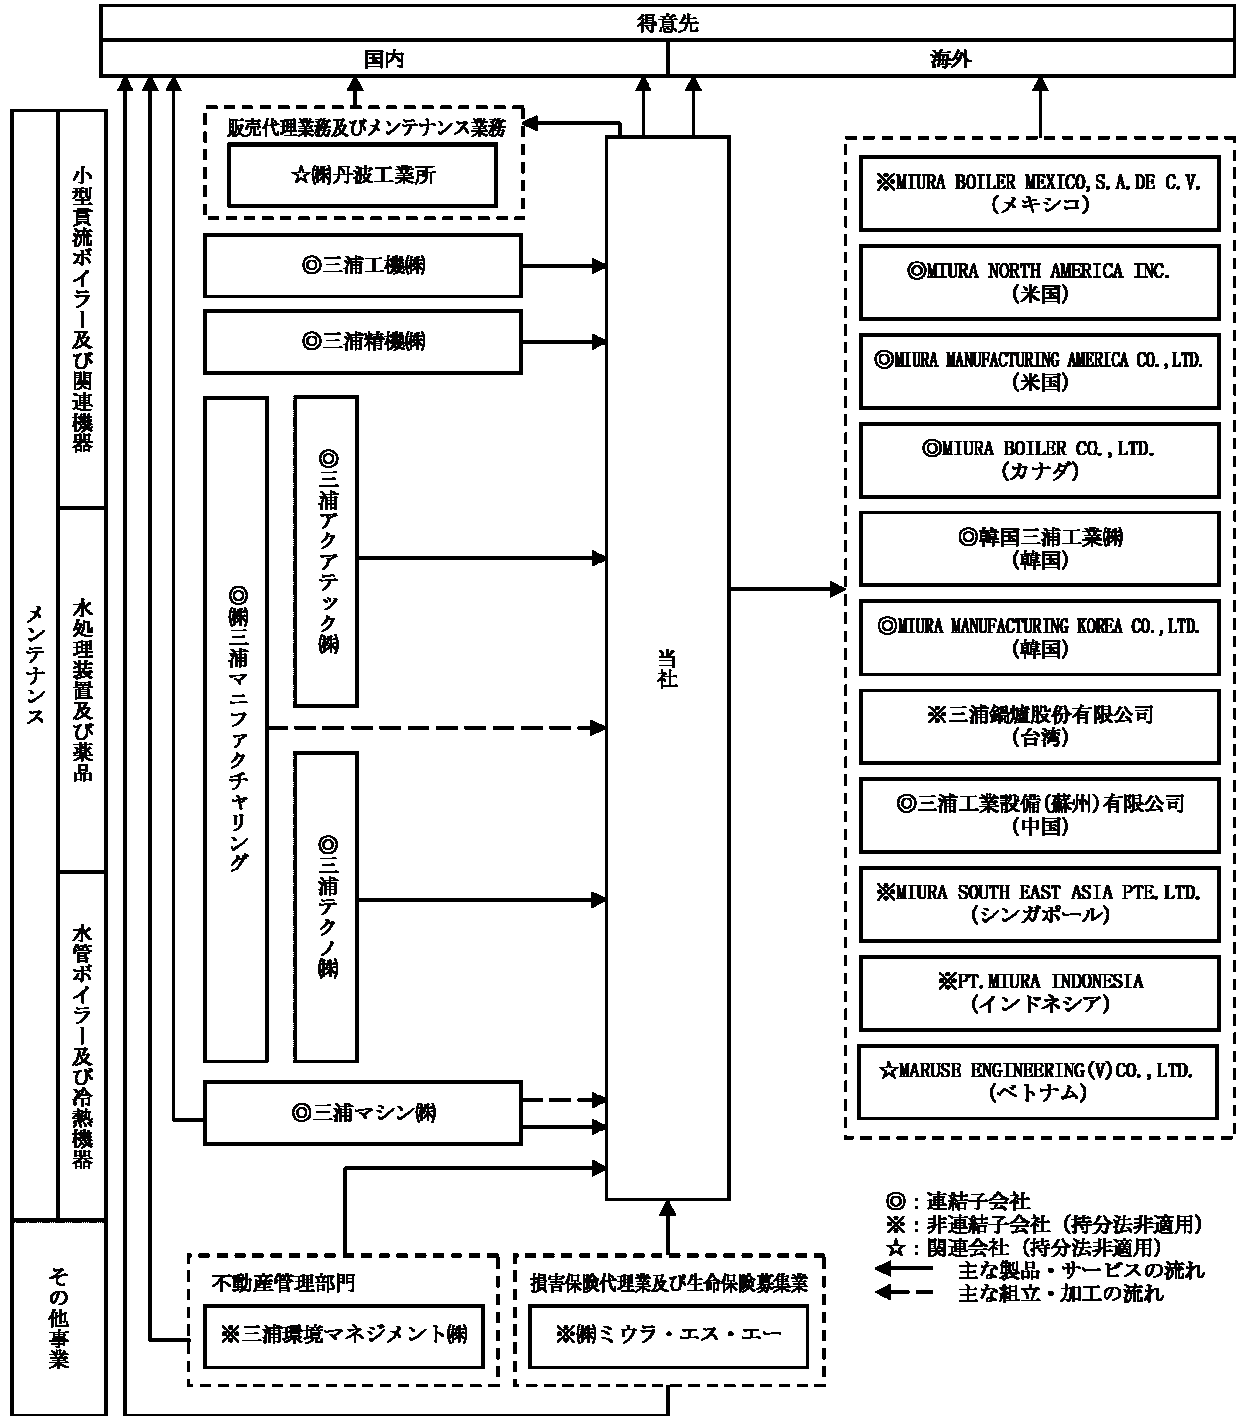 得意先
国内
海外
メンテナンス
小型貫流ボイラー及び関連機器
水処理装置及び薬品
水管ボイラー及び冷熱機器
その他事業
販売代理業務及びメンテナンス業務
☆㈱丹波工業所
◎三浦工機㈱
◎三浦精機㈱
◎㈱三浦マニファクチャリング
◎三浦アクアテック㈱
◎三浦テクノ㈱
◎三浦マシン㈱
不動産管理部門
※三浦環境マネジメント㈱
損害保険代理業及び生命保険募集業
※㈱ミウラ・エス・エー
当社
※MIURA BOILER MEXICO,S.A.DE C.V.
(メキシコ)
◎MIURA NORTH AMERICA INC.
(米国)
◎MIURA MANUFACTURING AMERICA CO.,LTD.
(米国)
◎MIURA BOILER CO.,LTD.
(カナダ)
◎韓国三浦工業㈱
(韓国)
◎MIURA MANUFACTURING KOREA CO.,LTD.
(韓国)
※三浦鍋爐股份有限公司
(台湾)
◎三浦工業設備(蘇州)有限公司
(中国)
※MIURA SOUTH EAST ASIA PTE.LTD.
(シンガポール)
※PT.MIURA INDONESIA
(インドネシア)
☆MARUSE ENGINEERING(V)CO.,LTD.
(ベトナム)
◎：連結子会社
※：非連結子会社（持分法非適用）
☆：関連会社（持分法非適用）
主な製品・サービスの流れ
主な組立・加工の流れ